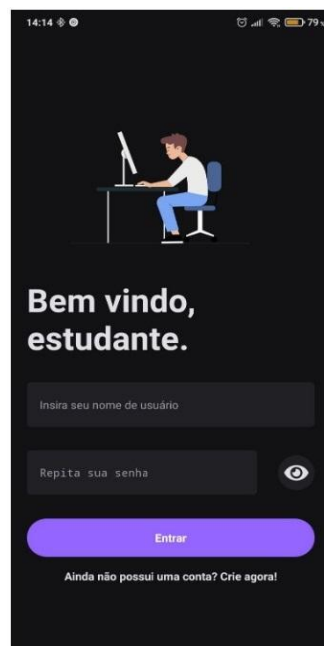 14:14
79
Bem vindo,
estudante.
Insira seu nome de usuário
Repita sua senha
Entrar
Ainda não possui uma conta? Crie agora!